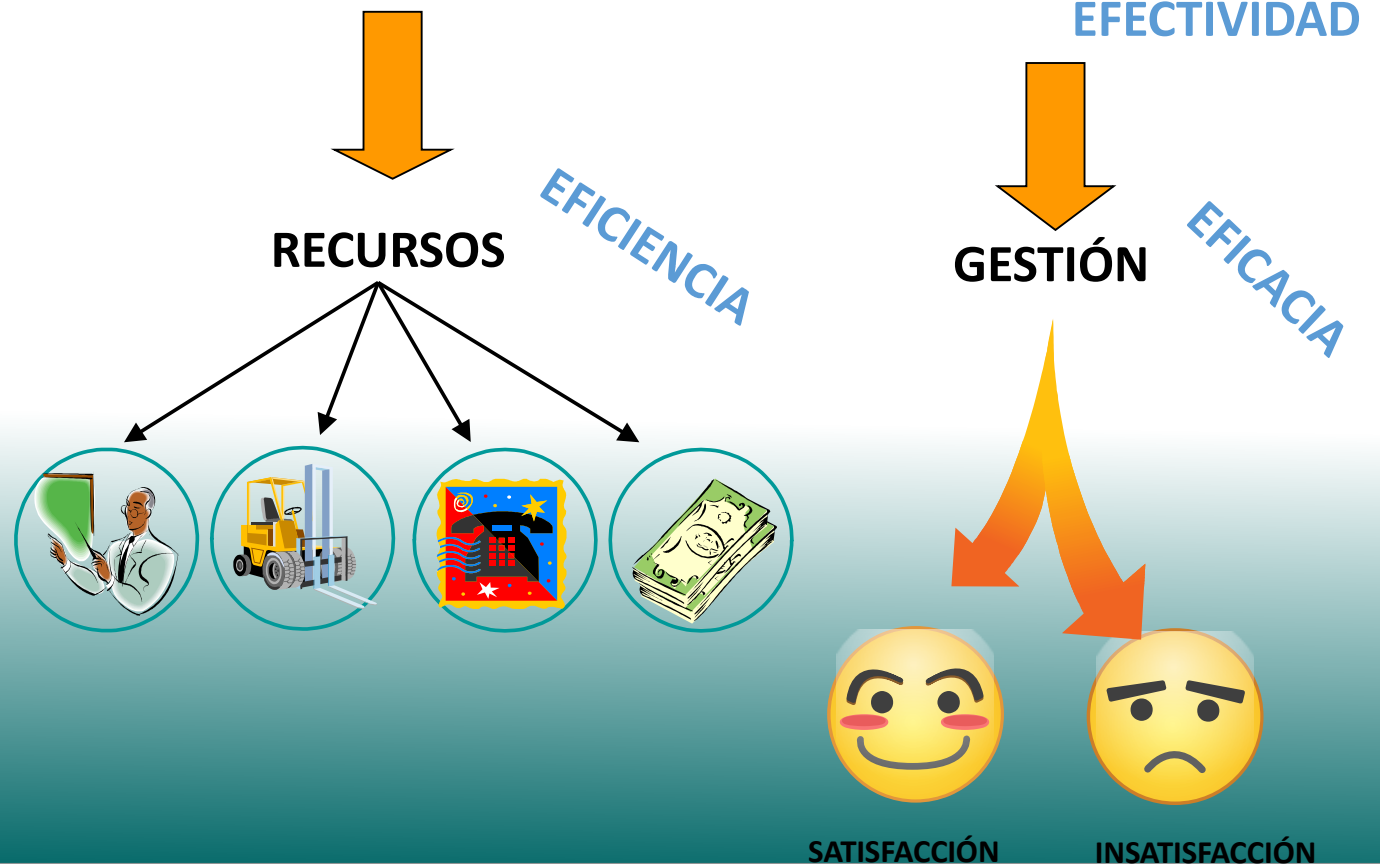 EFECTIVIDAD
EFICIENCIA
RECURSOS
EFICACIA
GESTIÓN
SATISFACCIÓN
INSATISFACCIÓN